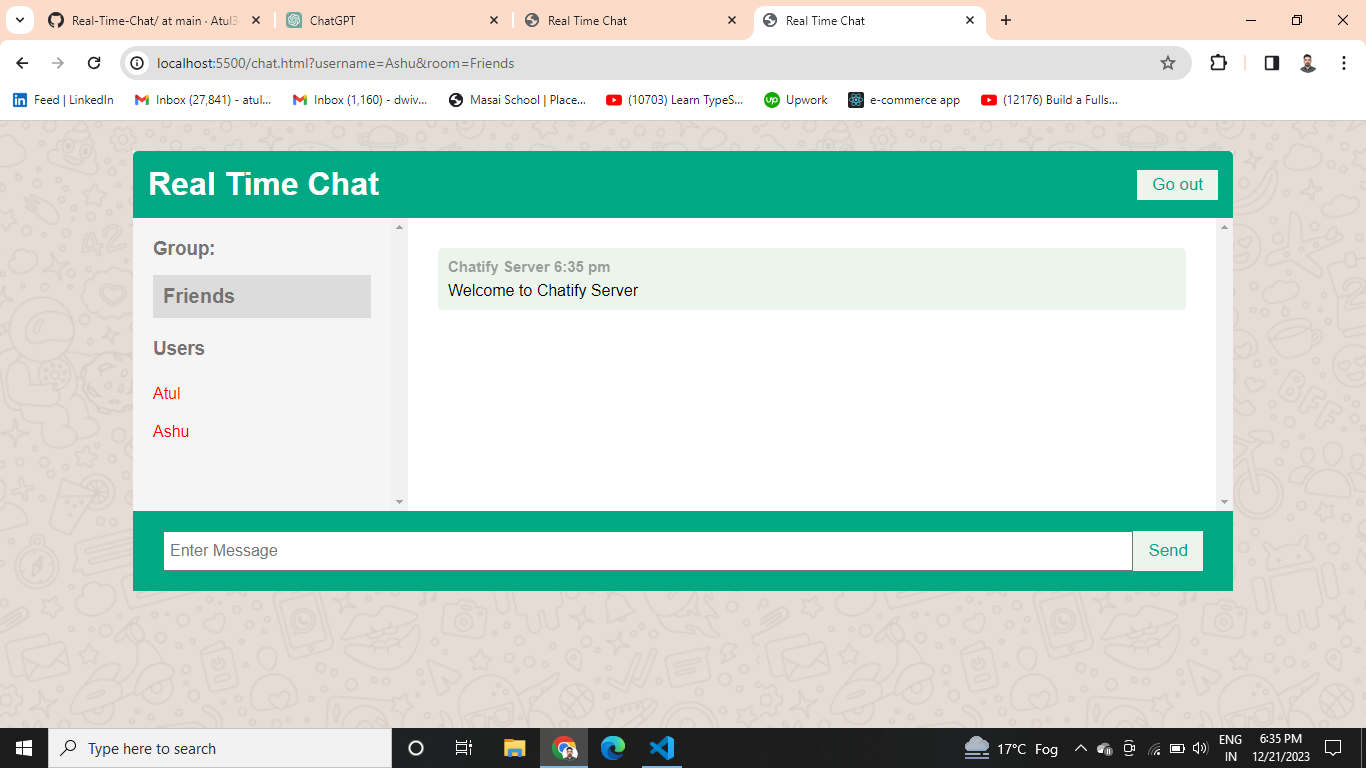 Real-Time-Chat/ at main · Atul3
ChatGPT
Real Time Chat
Real Time Chat
localhost:5500/chat.html?username=Ashu&room=Friends
Feed | LinkedIn
Inbox (27,841) - atul...
Inbox (1,160) - dwiv...
Masai School | Place...
(10703) Learn TypeS...
up
Upwork
e-commerce app
(12176) Build a Fulls...
Real Time Chat
Go out
Group:
Friends
Users
Atul
Ashu
Chatify Server 6:35 pm
Welcome to Chatify Server
Enter Message
Send
Type here to search
17°C Fog
ENG
IN
6:35 PM
12/21/2023